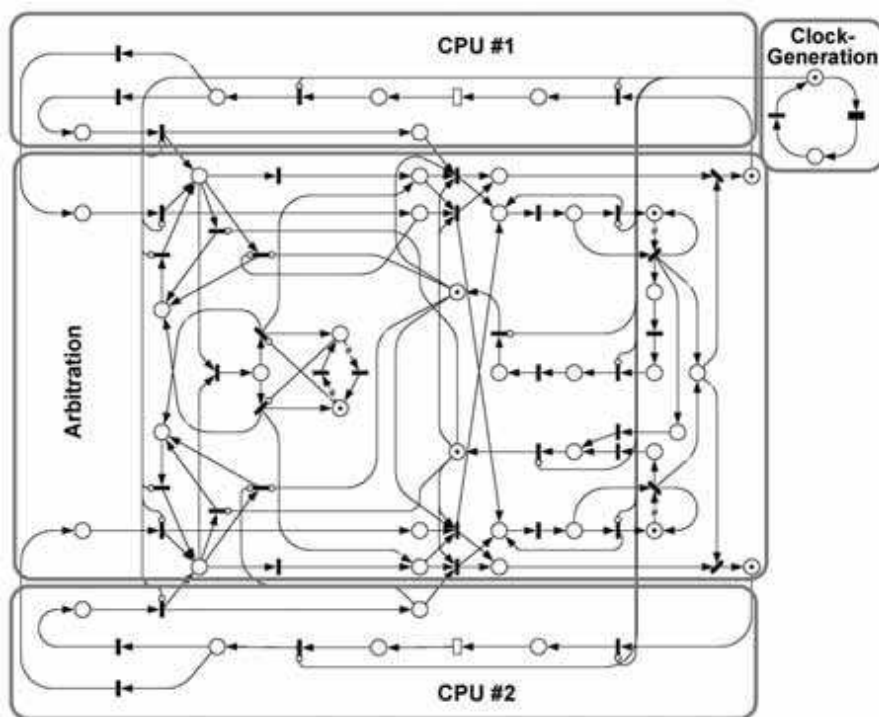 CPU #1
Clock-
Generation
Arbitration
CPU #2